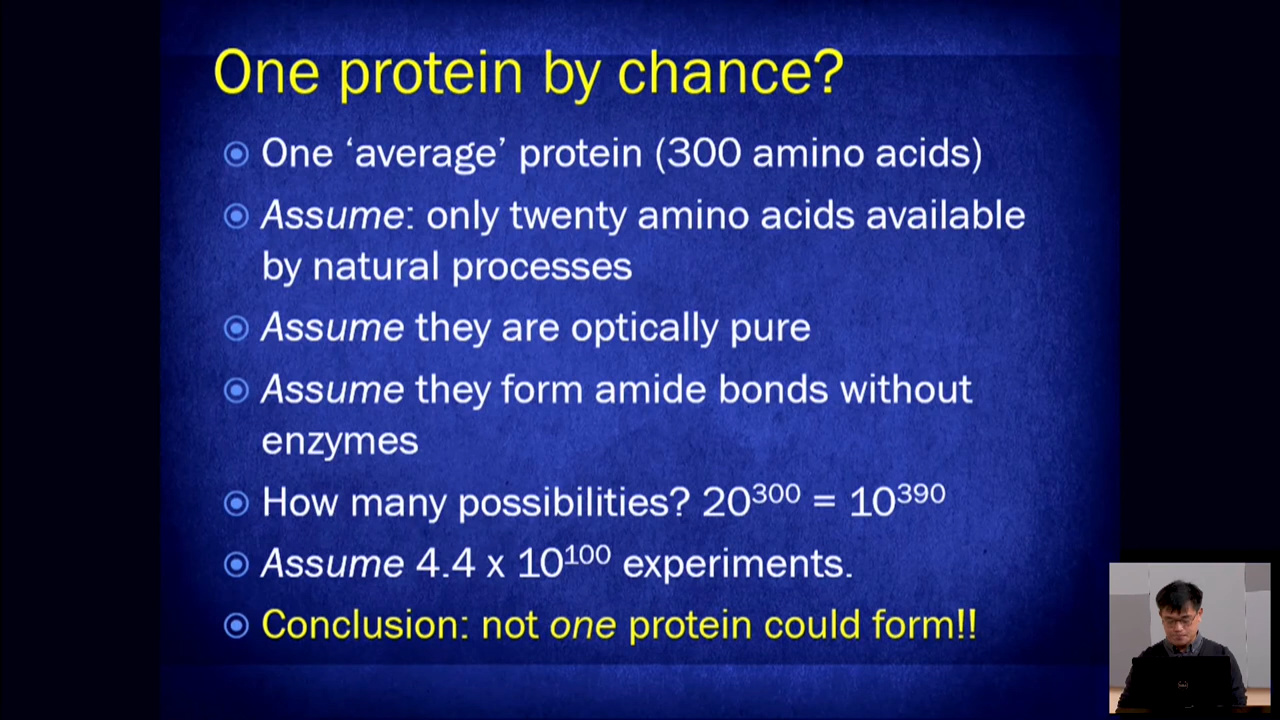 One protein by chance?
One ‘average’ protein (300 amino acids)
Assume: only twenty amino acids available
by natural processes
Assume they are optically pure
Assume they form amide bonds without
enzymes
How many possibilities? 20³⁰⁰ = 10³⁹⁰
Assume 4.4 x 10¹⁰⁰ experiments.
Conclusion: not one protein could form!!